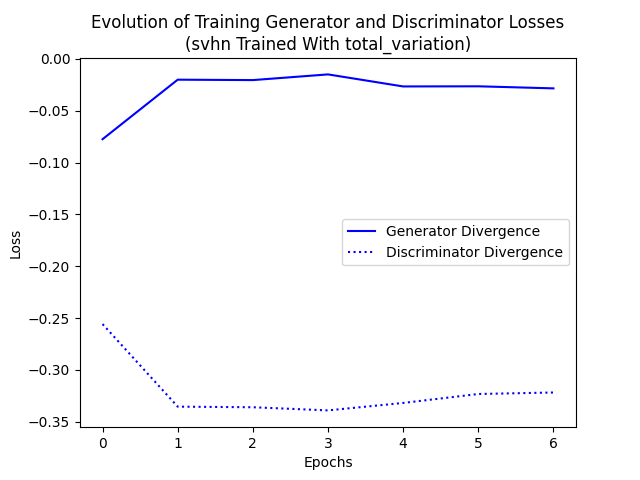 Evolution of Training Generator and Discriminator Losses
(svhn Trained With total_variation)
0.00
−0.05
−0.10
−0.15
−0.20
−0.25
−0.30
−0.35
Loss
Generator Divergence
Discriminator Divergence
0 1 2 3 4 5 6
Epochs